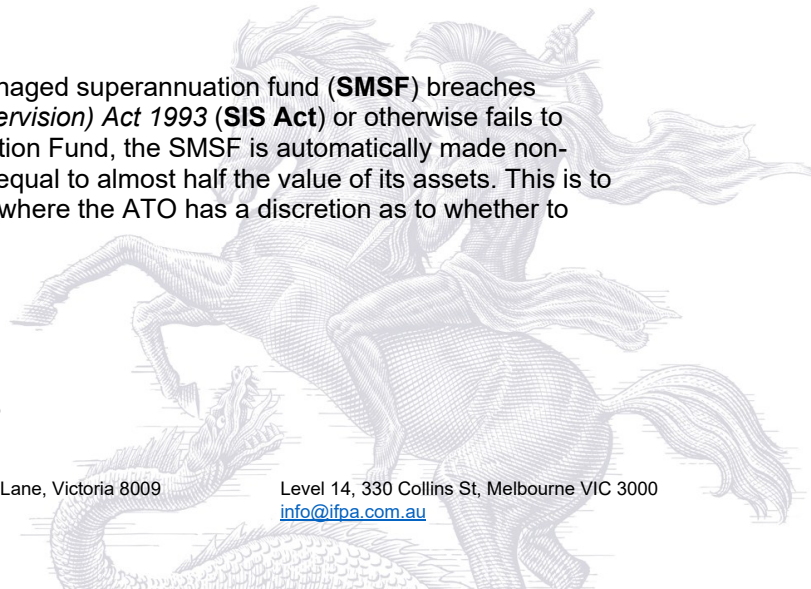 naged superannuation fund (SMSF) breaches
ervision) Act 1993 (SIS Act) or otherwise fails to
tion Fund, the SMSF is automatically made non-
equal to almost half the value of its assets. This is to
where the ATO has a discretion as to whether to
Lane, Victoria 8009
Level 14, 330 Collins St, Melbourne VIC 3000
info@ifpa.com.au